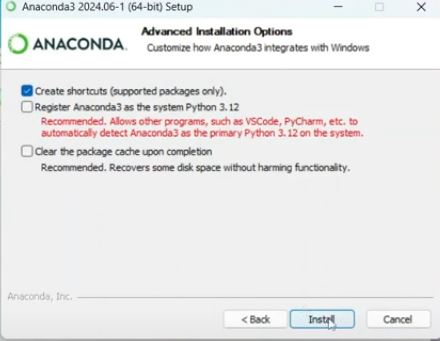 Anaconda3 2024.06-1 (64-bit) Setup
Advanced Installation Options
ANACONDA.
Customize how Anaconda3 integrates with Windows
Create shortcuts (supported packages only).
Register Anaconda3 as the system Python 3.12
Recommended. Allows other programs, such as VSCode, PyCharm, etc. to
automatically detect Anaconda3 as the primary Python 3.12 on the system.
Clear the package cache upon completion
Recommended. Recovers some disk space without harming functionality.
Anaconda, Inc.
< Back
Install
Cancel